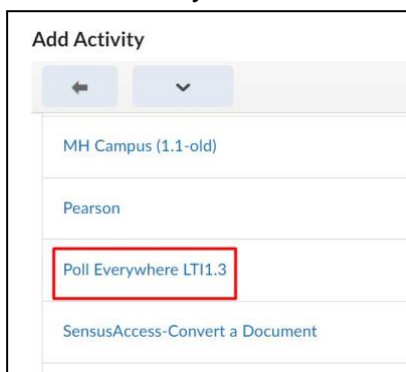 Add Activity
MH Campus (1.1-old)
Pearson
Poll Everywhere LTI1.3
SensusAccess-Convert a Document